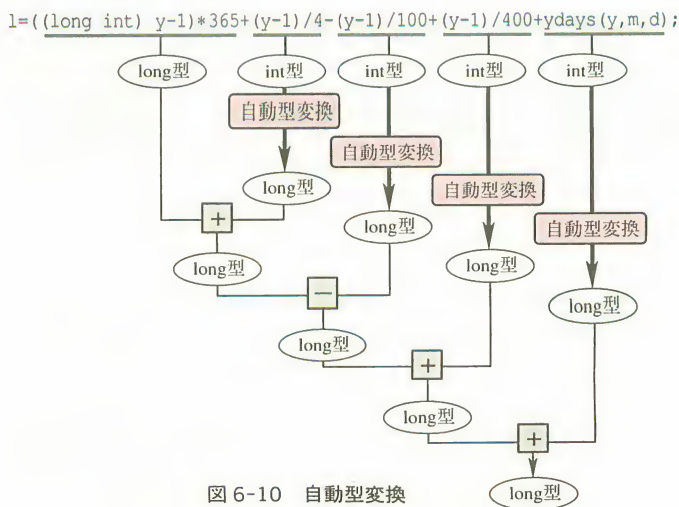 l=((long int) y-1)*365+(y-1)/4-(y-1)/100+(y-1)/400+ydays(y,m,d);
long型 int型 int型 int型 int型
自動型変換
自動型変換
long型 自動型変換
+ long型 自動型変換
long型 long型
− long型
long型
+
long型
+
図6-10 自動型変換 long型